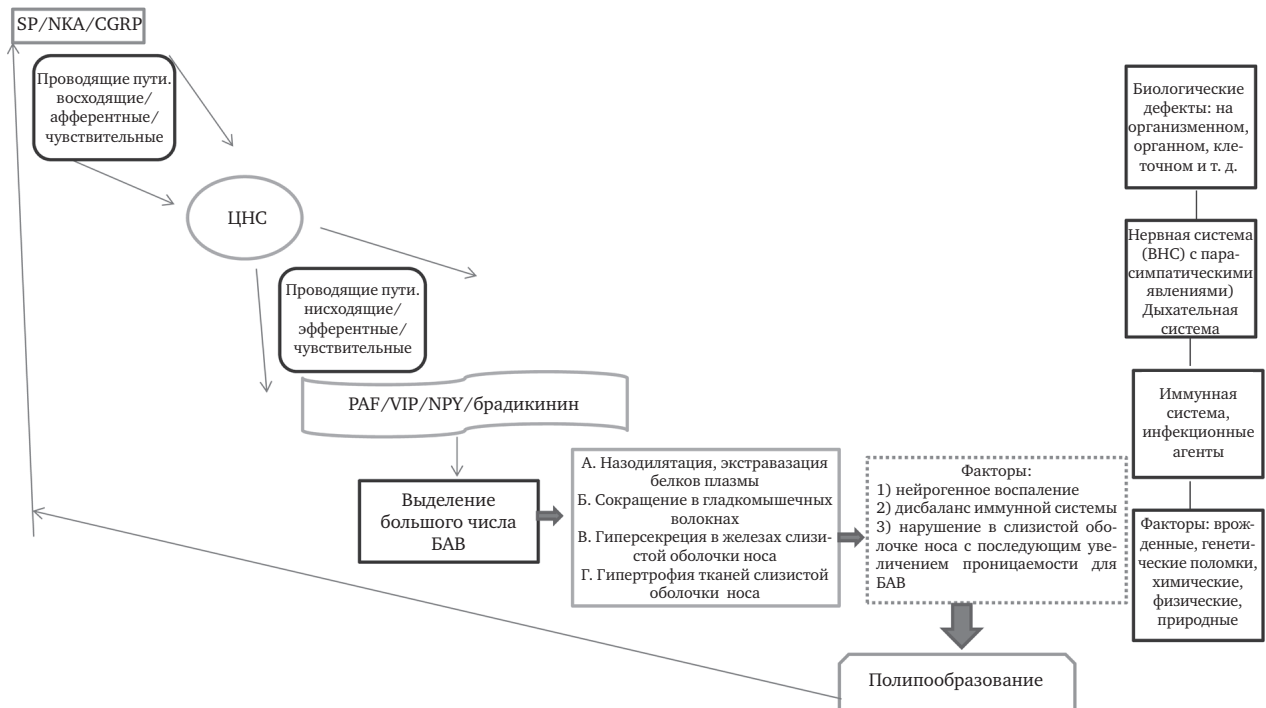 SP/NKA/CGRP
Проводящие пути.
восходящие/
афферентные/
чувствительные
ЦНС
Проводящие пути.
нисходящие/
эфферентные/
чувствительные
PAF/VIP/NPY/брадикинин
Выделение
большого числа
БАВ
А. Назодилятация, экстравазация
белков плазмы
Б. Сокращение в гладкомышечных
волокнах
В. Гиперсекреция в железах слизи-
стой оболочки носа
Г. Гипертрофия тканей слизистой
оболочки носа
Факторы:
1) нейрогенное воспаление
2) дисбаланс иммунной системы
3) нарушение в слизистой обо-
лочке носа с последующим уве-
личением проницаемости для
БАВ
Полипообразование
Биологические
дефекты: на
организменном,
органном, кле-
точном и т. д.
Нервная система
(ВНС) с пара-
симпатическими
явлениями)
Дыхательная
система
Иммунная
система,
инфекционные
агенты
Факторы: врож-
денные, генети-
ческие поломки,
химические,
физические,
природные